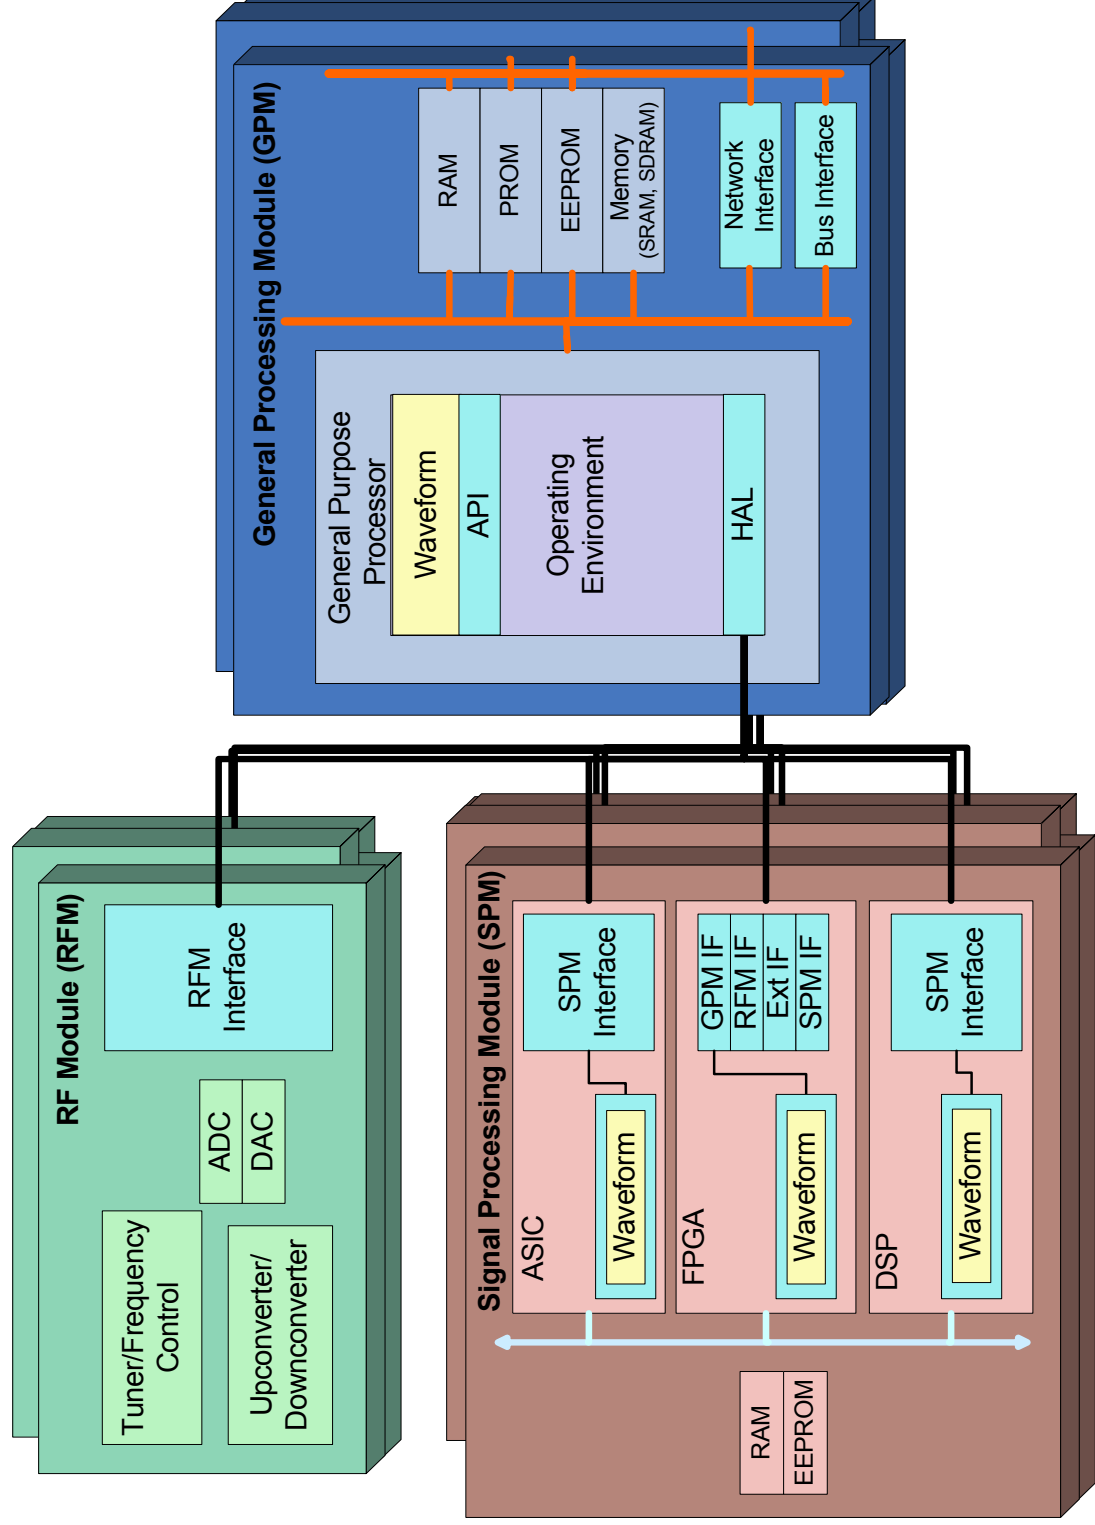 General Processing Module (GPM)
General Purpose
Processor
Waveform
API
Operating
Environment
HAL
RAM
PROM
EEPROM
Memory
(SRAM, SDRAM)
Network
Interface
Bus Interface
RF Module (RFM)
RFM
Interface
ADC
DAC
Tuner/Frequency
Control
Upconverter/
Downconverter
Signal Processing Module (SPM)
ASIC
SPM
Interface
Waveform
FPGA
GPM IF
RFM IF
Ext IF
SPM IF
Waveform
DSP
SPM
Interface
Waveform
RAM
EEPROM